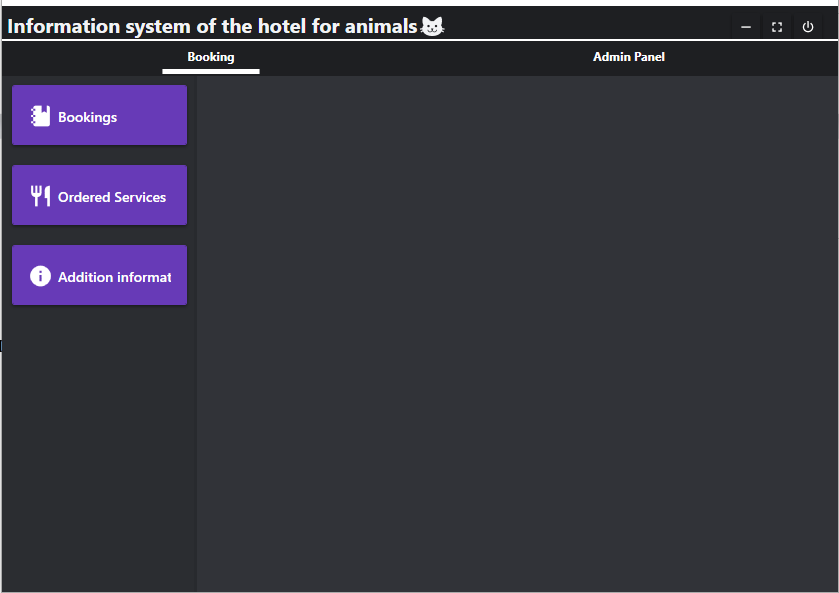 Information system of the hotel for animals
Booking
Admin Panel
Bookings
Ordered Services
Addition informat